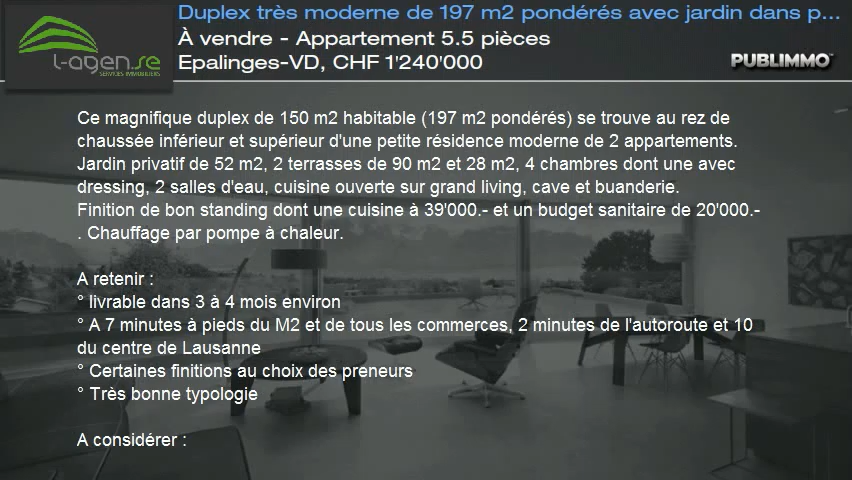 Duplex très moderne de 197 m2 pondérés avec jardin dans p...
À vendre - Appartement 5.5 pièces
Epalinges-VD, CHF 1'240'000
l-agence
SERVICES IMMOBILIERS
PUBLIMMO
Ce magnifique duplex de 150 m2 habitable (197 m2 pondérés) se trouve au rez de
chaussée inférieur et supérieur d'une petite résidence moderne de 2 appartements.
Jardin privatif de 52 m2, 2 terrasses de 90 m2 et 28 m2, 4 chambres dont une avec
dressing, 2 salles d'eau, cuisine ouverte sur grand living, cave et buanderie.
Finition de bon standing dont une cuisine à 39'000.- et un budget sanitaire de 20'000.-
. Chauffage par pompe à chaleur.
A retenir :
° livrable dans 3 à 4 mois environ
° A 7 minutes à pieds du M2 et de tous les commerces, 2 minutes de l'autoroute et 10
du centre de Lausanne
° Certaines finitions au choix des preneurs
° Très bonne typologie
A considérer :